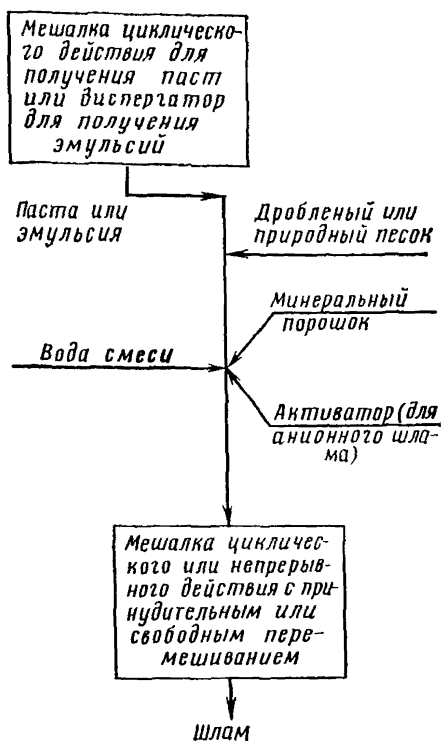 Мешалка циклическо-
го действия для
получения паст
или диспергатор
для получения
эмульсий
Паста или
эмульсия
Дробленый или
природный песок
Минеральный
порошок
Вода смеси
Активатор (для
анионного шла-
ма)
Мешалка цикличес-
кого или непрерыв-
ного действия с при-
нудительным или
свободным пере-
мешиванием
Шлам